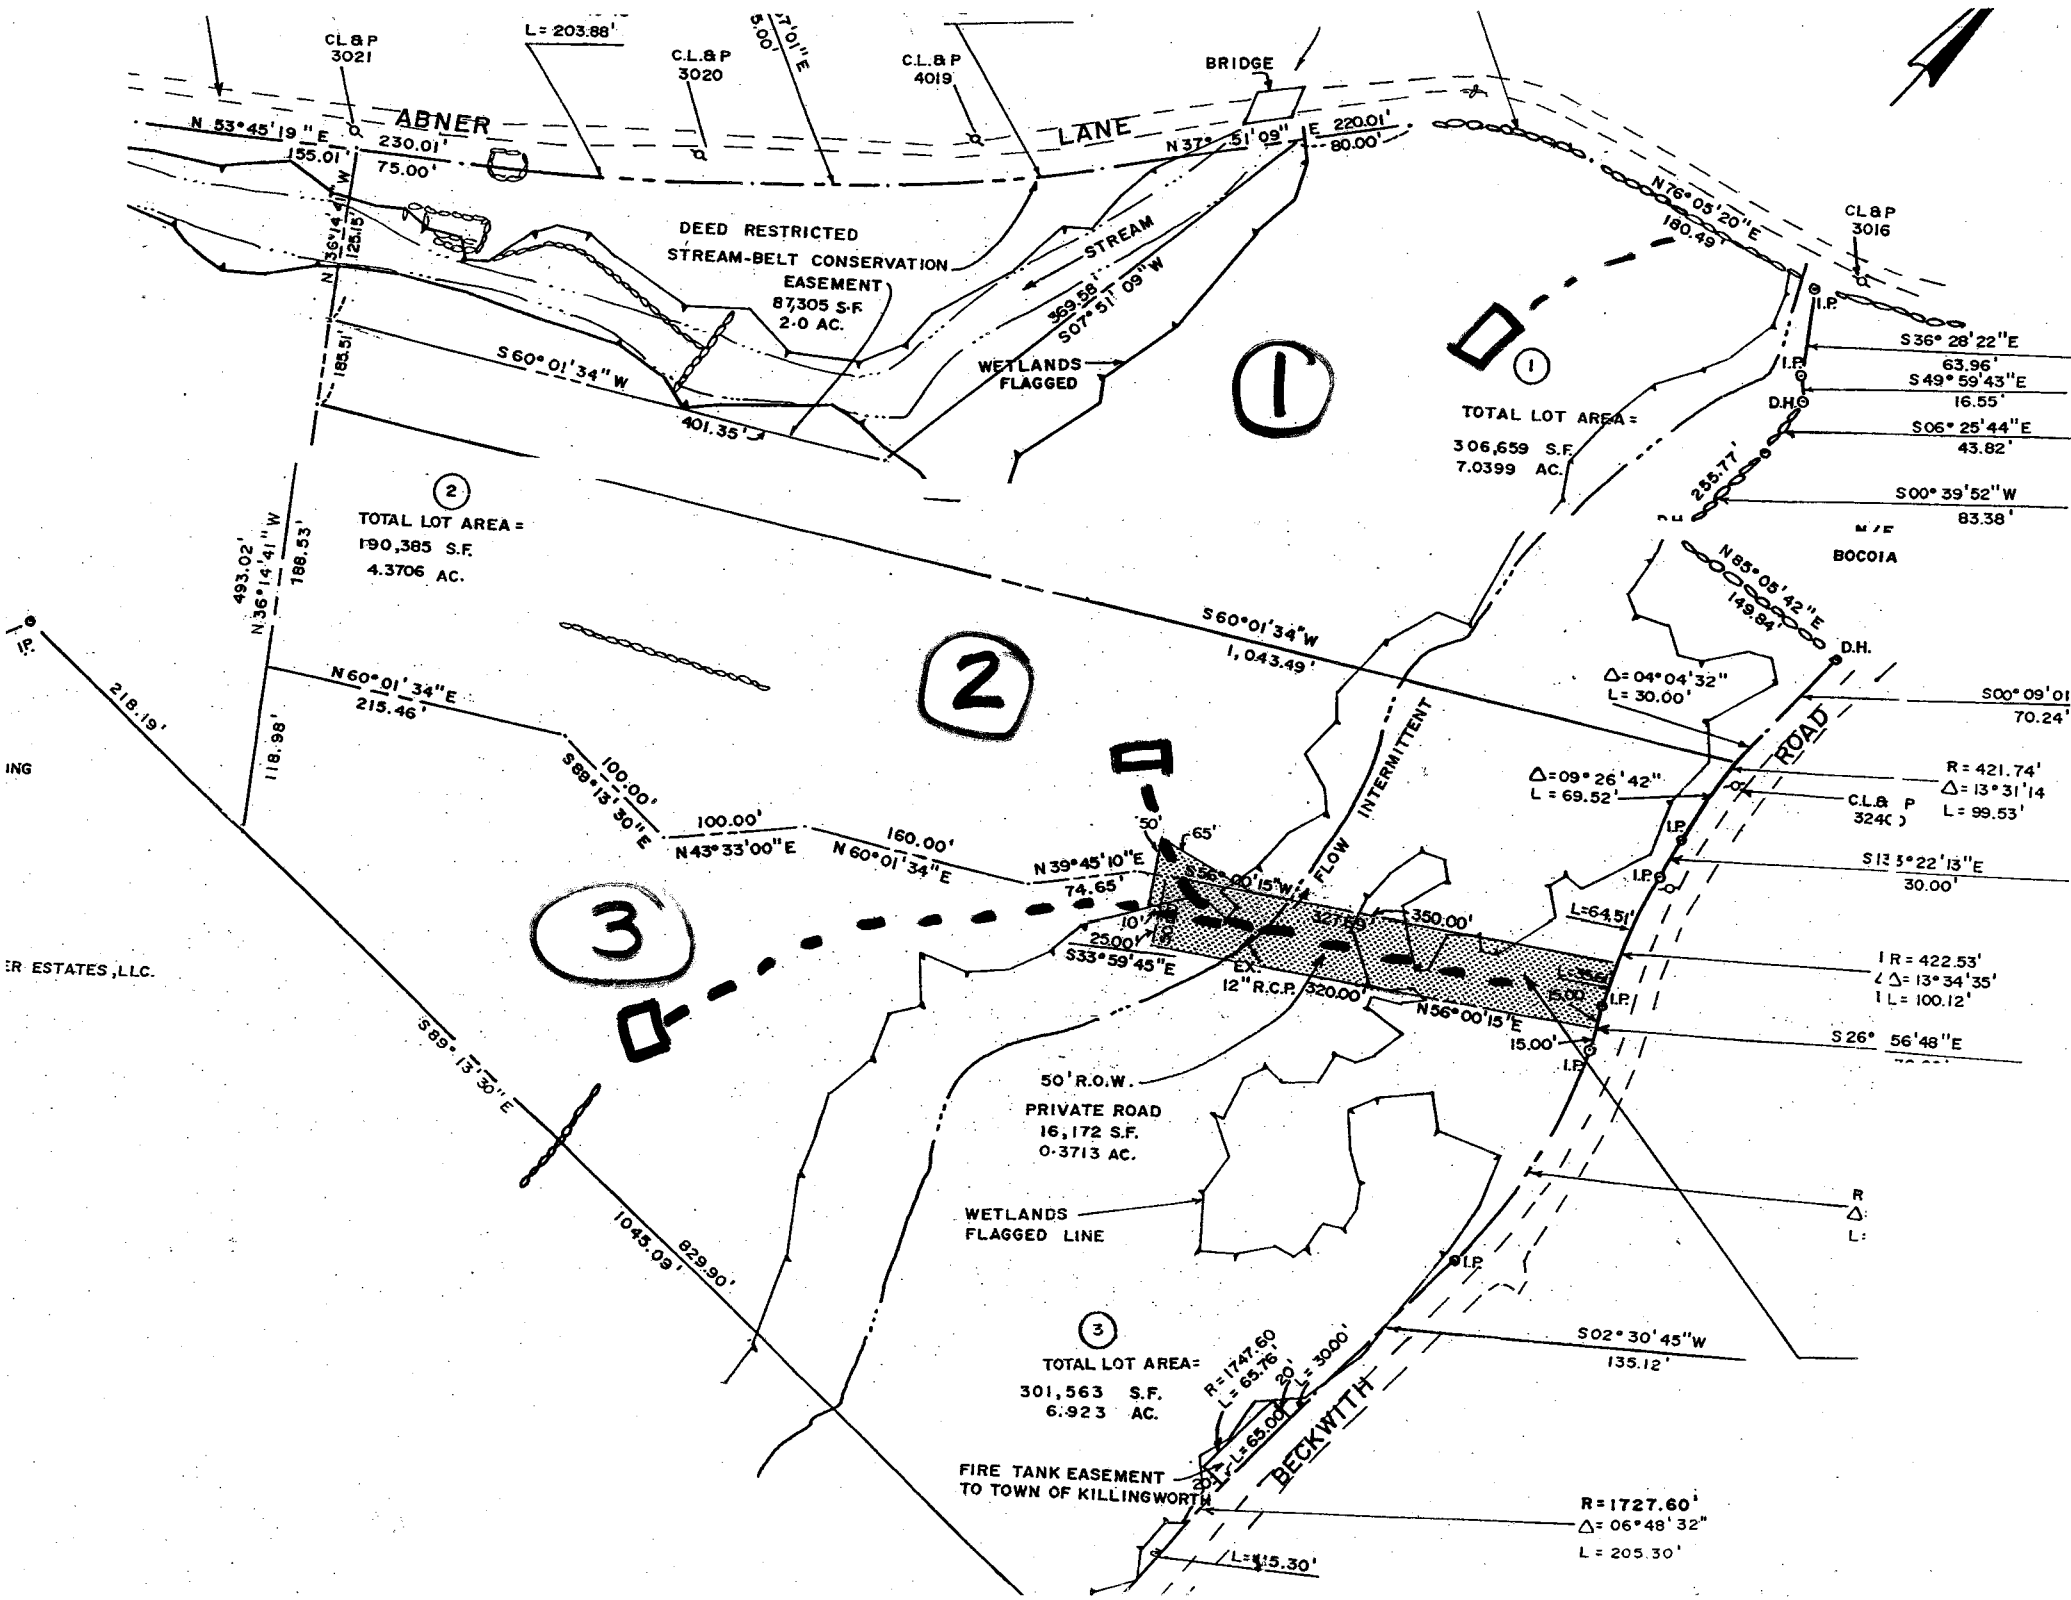 CL&P
3021
L= 203.88'
C.L.&P
3020
C.L.&P
4019
BRIDGE
ABNER
LANE
N 53°45'19"E
230.01'
155.01'
75.00'
N37° 51'09" E 220.01'
80.00'
N76°05'20"E
180.49'
CL&P
3016
I.P.
N 36°14'41" W
125.15'
DEED RESTRICTED
STREAM-BELT CONSERVATION
EASEMENT
87,305 S.F.
2.0 AC.
STREAM
369.58'
S07°51'09"W
WETLANDS
FLAGGED
185.51'
S60°01'34"W
401.35'
1
1
TOTAL LOT AREA=
306,659 S.F.
7.0399 AC.
S36° 28'22"E
63.96'
I.P.
S49°59'43"E
16.55'
D.H.
S06° 25'44"E
43.82'
255.77'
S00°39'52"W
83.38'
BOCOIA
N85°05'42"E
149.84'
D.H.
2
TOTAL LOT AREA=
190,385 S.F.
4.3706 AC.
493.02'
N36°14'41"W
188.53'
I.P.
218.19'
N60°01'34"E
215.46'
118.98'
2
S60°01'34"W
1,043.49'
Δ=04°04'32"
L=30.00'
S00°09'01
70.24'
ROAD
Δ=09°26'42"
L=69.52'
R=421.74'
Δ=13°31'14
L=99.53'
C.L.& P
ING
100.00'
S89°13'30"E
100.00'
N43°33'00"E
160.00'
N60°01'34"E
N39°45'10"E
74.65'
50'
65'
FLOW INTERMITTENT
I.P.
I.P.
30.00'
L=64.51'
S56°00'15"W
350.00'
10'
25.00'
S33°59'45"E
EX.
12" R.C.P. 320.00'
N56°00'15"E
15.00'
I.P.
15.00'
I.P.
R=422.53'
Δ=13°34'35'
L=100.12'
S26° 56'48"E
3
ER ESTATES,LLC.
S89°13'30"E
50' R.O.W.
PRIVATE ROAD
16,172 S.F.
0.3713 AC.
WETLANDS
FLAGGED LINE
R
Δ:
L:
I.P.
1045.09'
829.90'
3
TOTAL LOT AREA=
301,563 S.F.
6.923 AC.
R=1747.60
L=65.76'
20'
L=30.00'
L=65.00'
S02°30'45"W
135.12'
BECKWITH
FIRE TANK EASEMENT
TO TOWN OF KILLINGWORTH
R=1727.60'
Δ=06°48'32"
L=205.30'